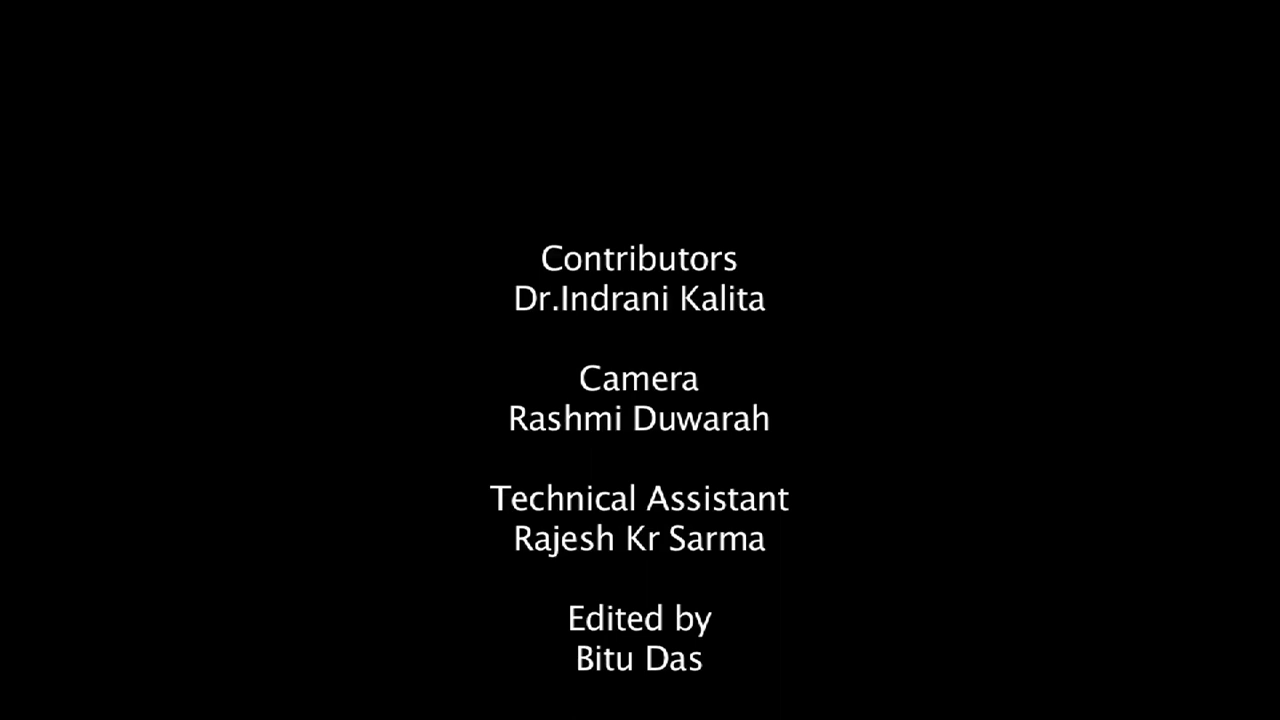 Contributors
Dr.Indrani Kalita
Camera
Rashmi Duwarah
Technical Assistant
Rajesh Kr Sarma
Edited by
Bitu Das